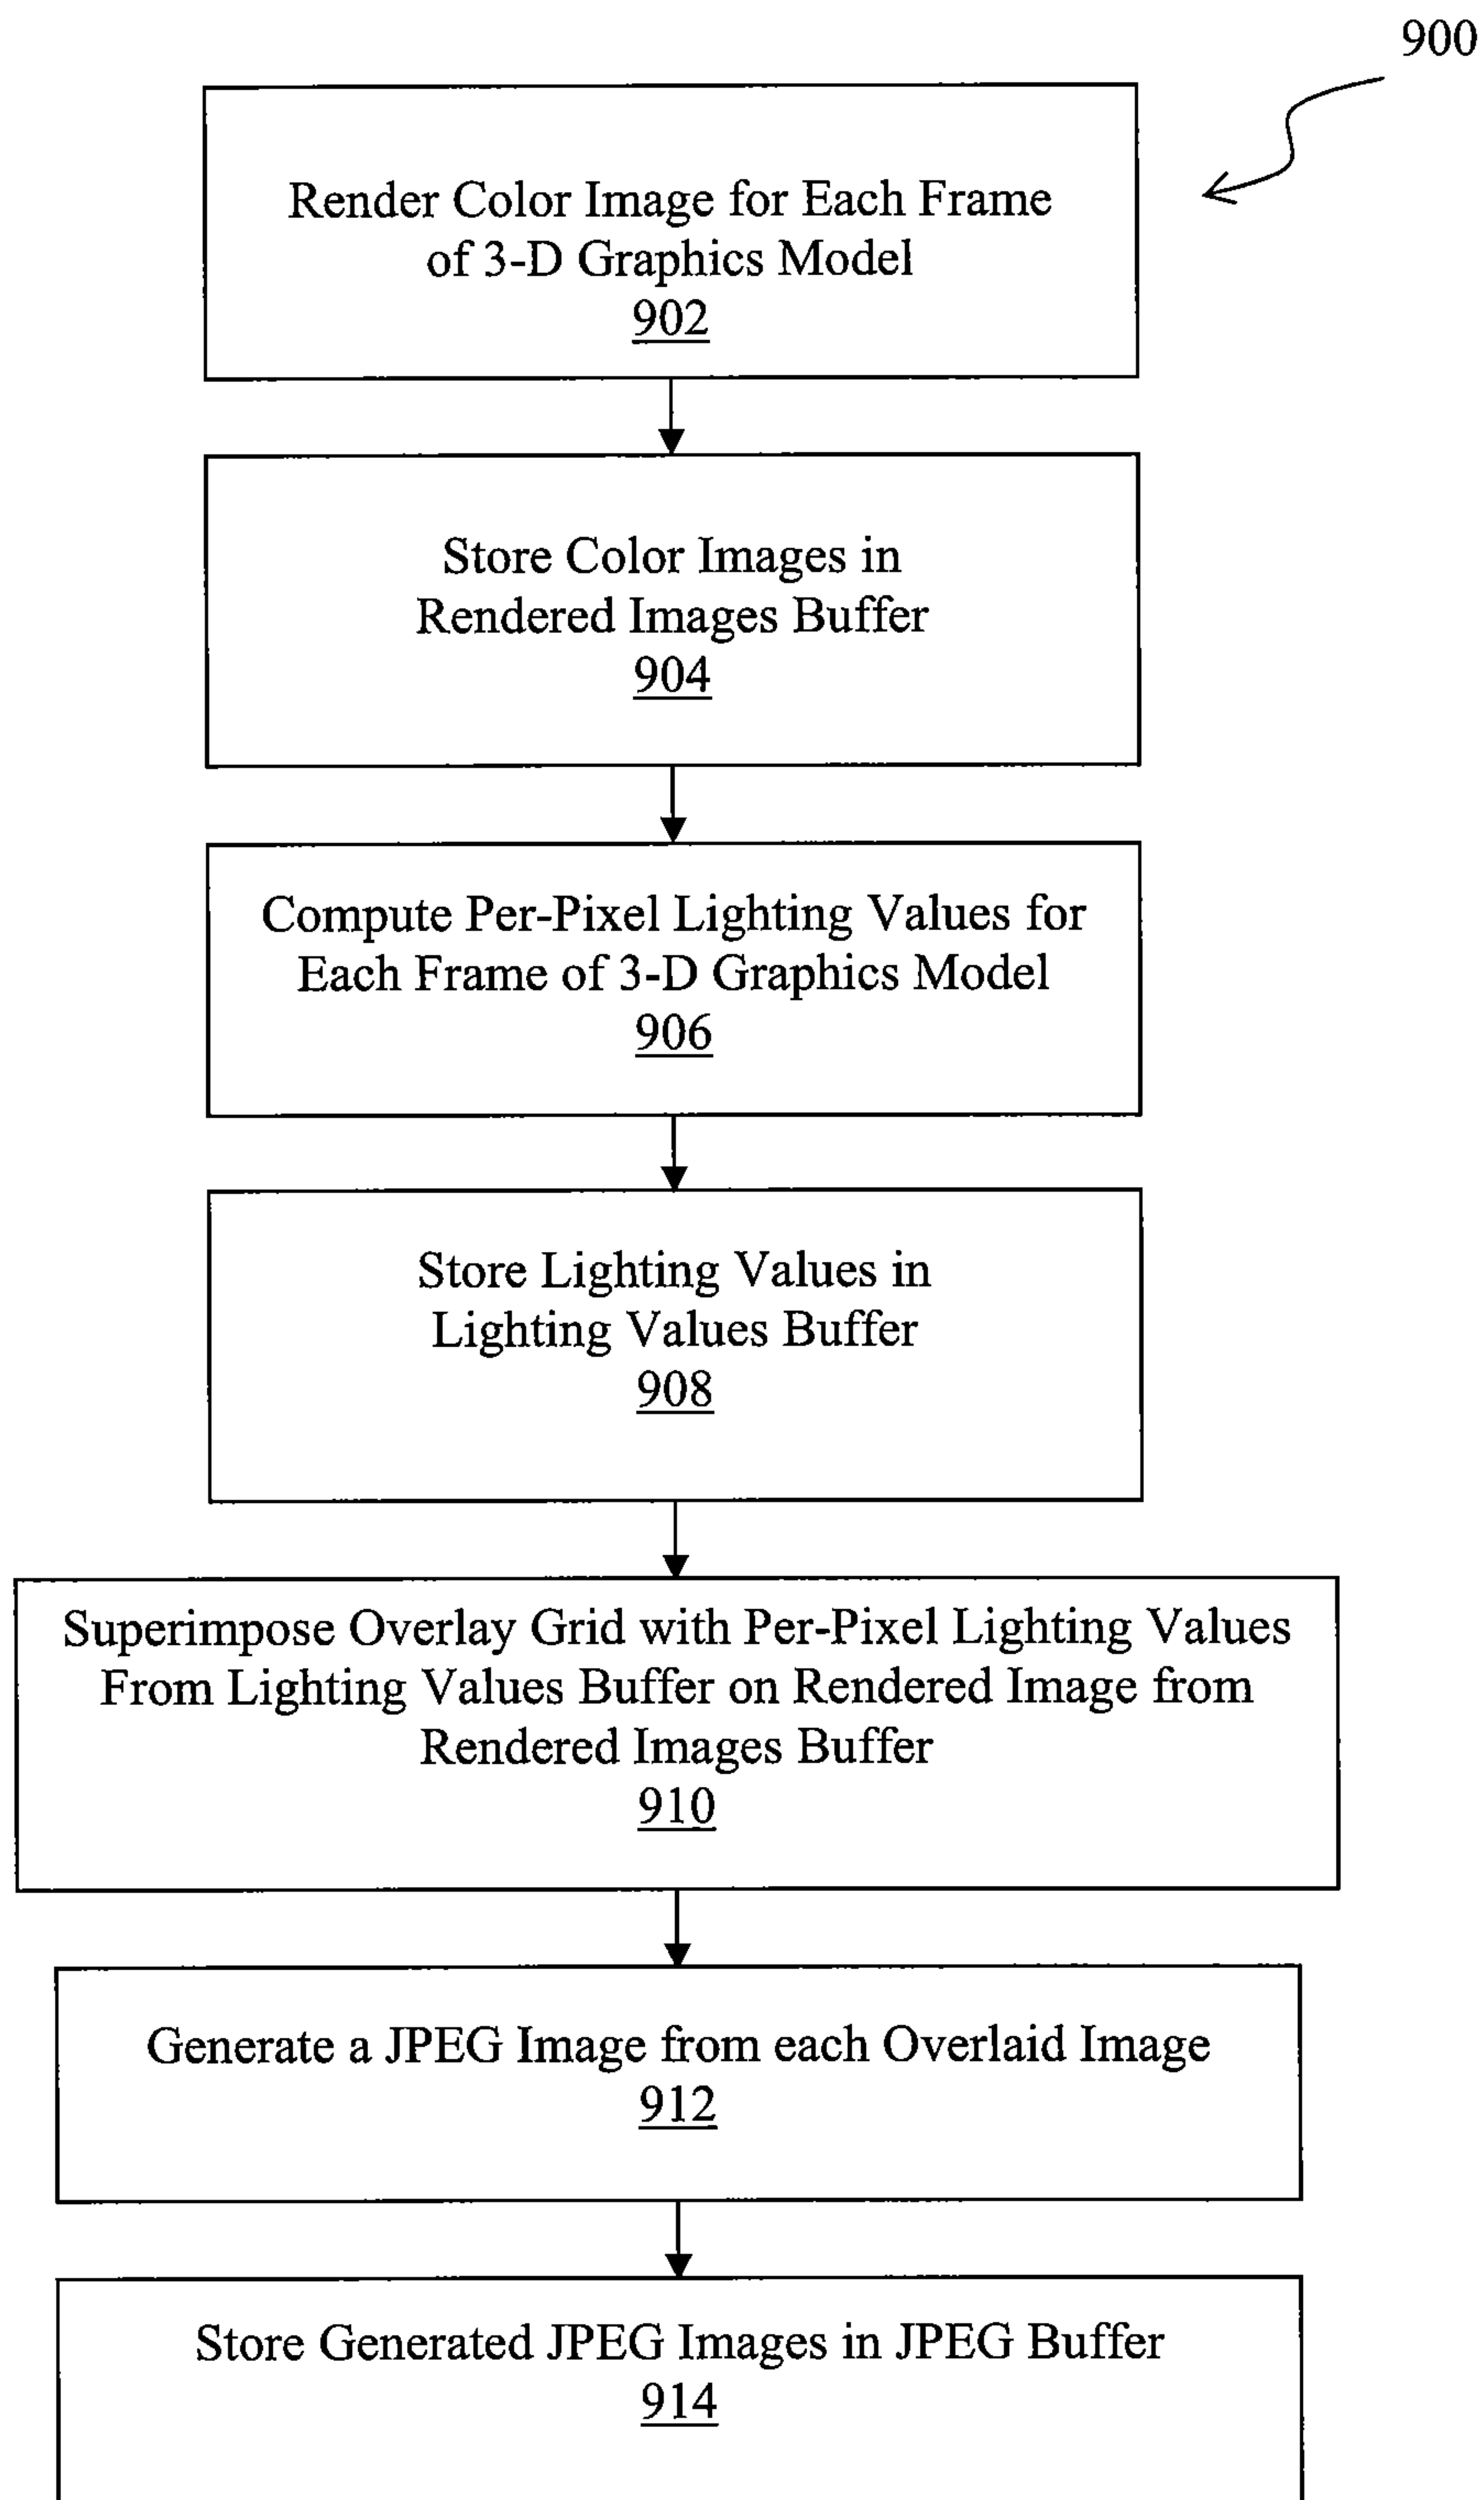 900
Render Color Image for Each Frame
of 3-D Graphics Model
902
Store Color Images in
Rendered Images Buffer
904
Compute Per-Pixel Lighting Values for
Each Frame of 3-D Graphics Model
906
Store Lighting Values in
Lighting Values Buffer
908
Superimpose Overlay Grid with Per-Pixel Lighting Values
From Lighting Values Buffer on Rendered Image from
Rendered Images Buffer
910
Generate a JPEG Image from each Overlaid Image
912
Store Generated JPEG Images in JPEG Buffer
914